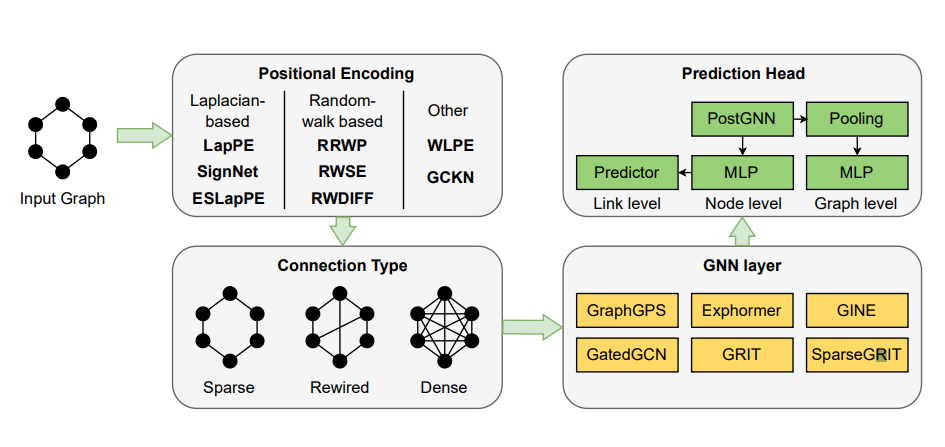 Input Graph
Positional Encoding
Laplacian-
based
LapPE
SignNet
ESLapPE
Random-
walk based
RRWP
RWSE
RWDIFF
Other
WLPE
GCKN
Connection Type
Sparse
Rewired
Dense
GNN layer
GraphGPS
Exphormer
GINE
GatedGCN
GRIT
SparseGRIT
Prediction Head
PostGNN
Pooling
Predictor
MLP
MLP
Link level
Node level
Graph level